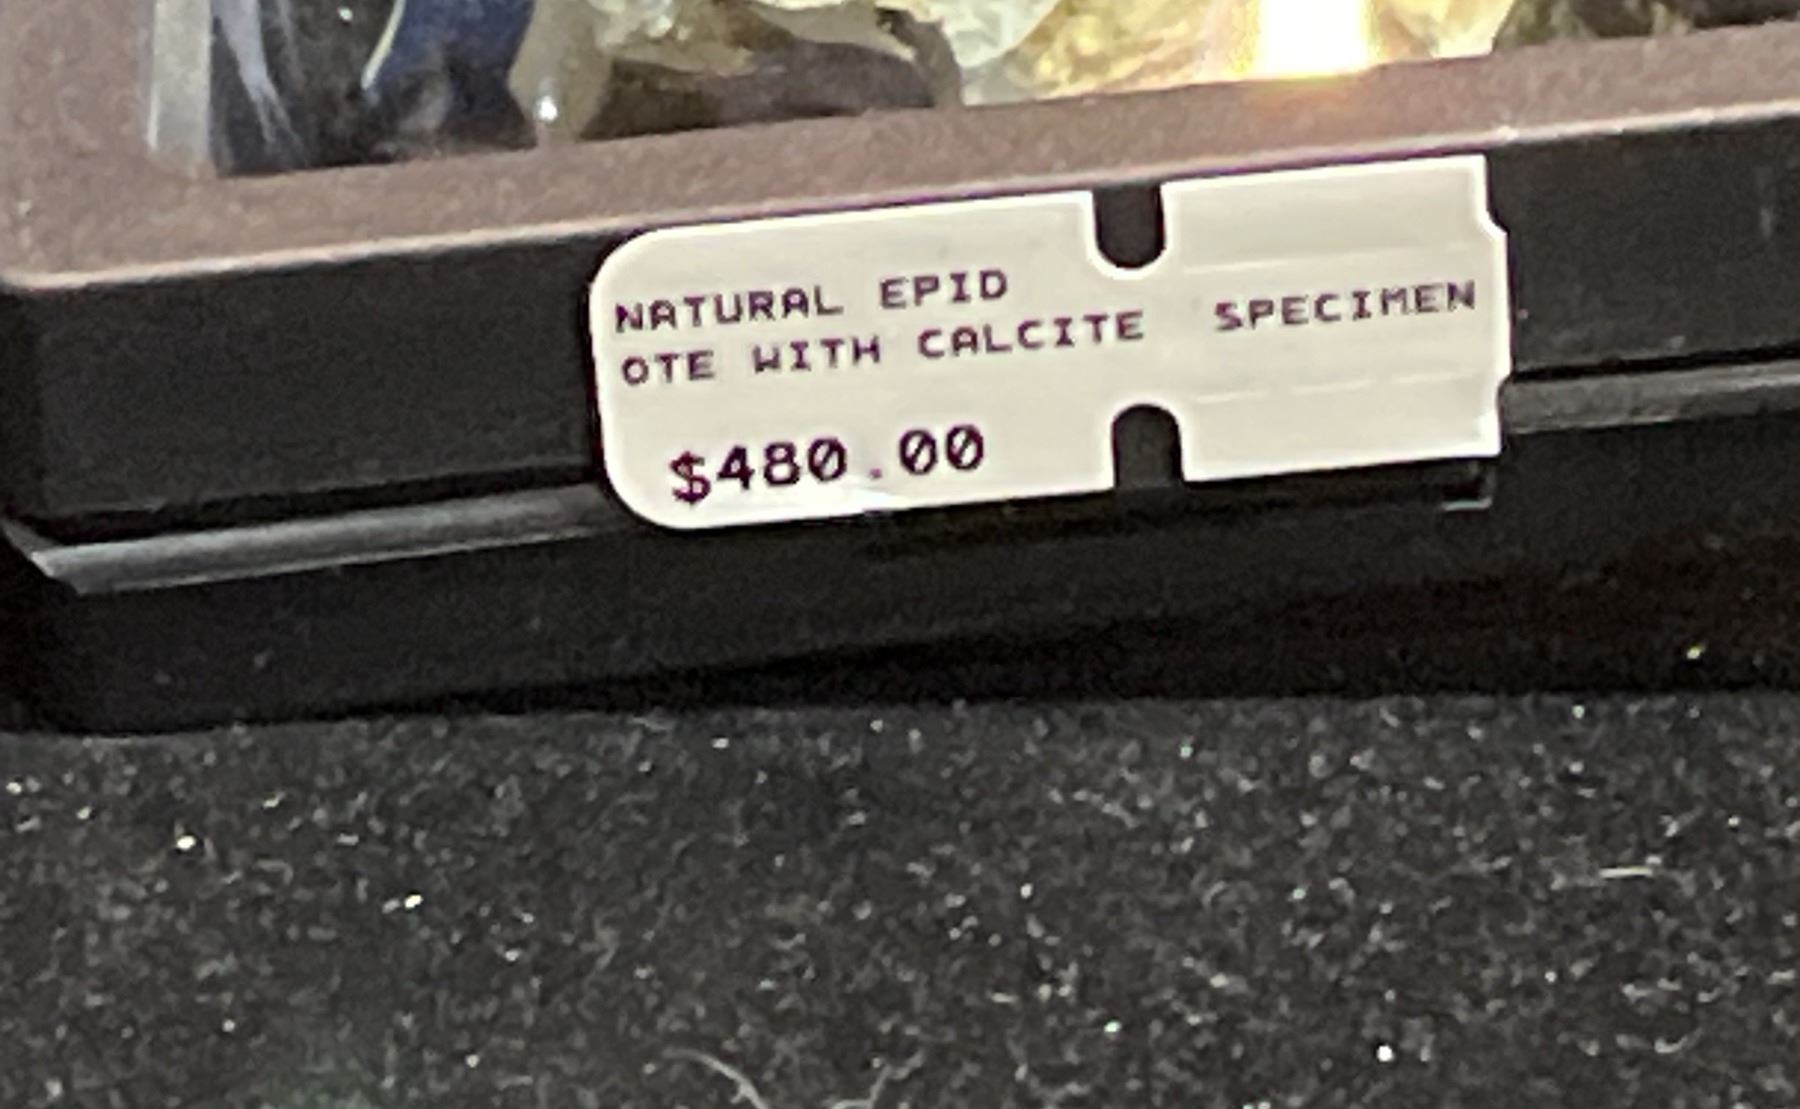 NATURAL EPID
OTE WITH CALCITE SPECIMEN
$480.00